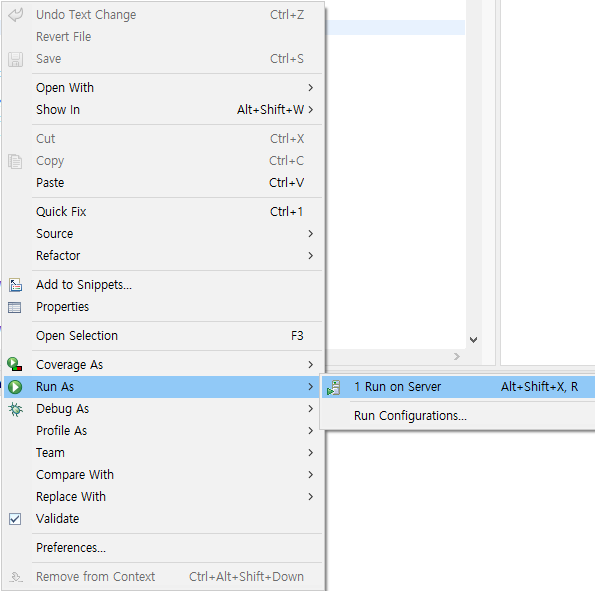 Undo Text Change Ctrl+Z
Revert File
Save Ctrl+S
Open With
Show In Alt+Shift+W
Cut Ctrl+X
Copy Ctrl+C
Paste Ctrl+V
Quick Fix Ctrl+1
Source
Refactor
Add to Snippets...
Properties
Open Selection F3
Coverage As
Run As
1 Run on Server Alt+Shift+X, R
Debug As
Run Configurations...
Profile As
Team
Compare With
Replace With
Validate
Preferences...
Remove from Context Ctrl+Alt+Shift+Down